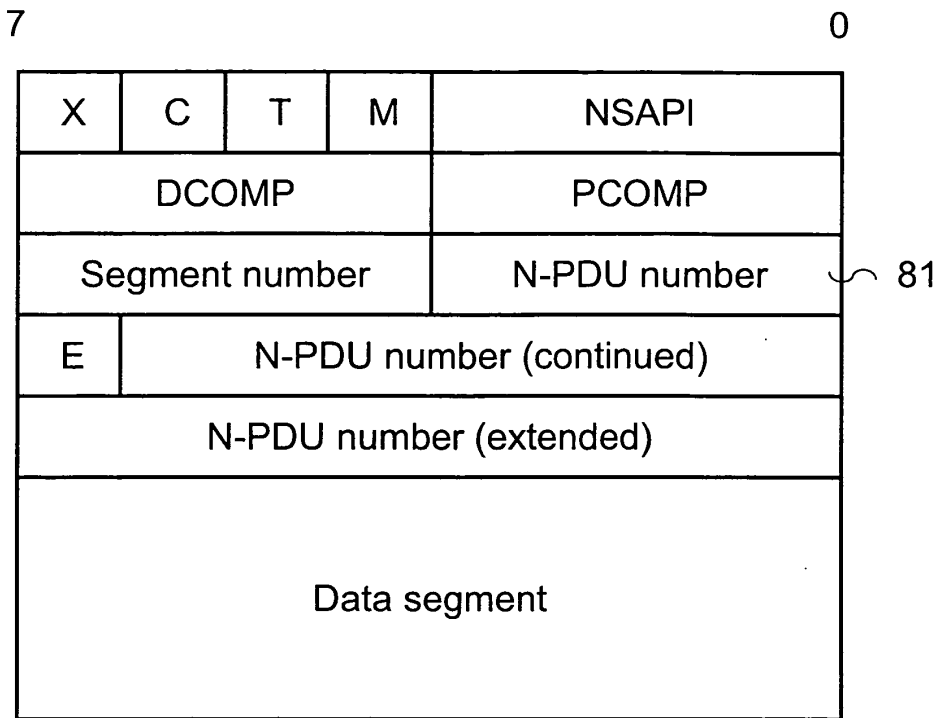 7 0
X C T M NSAPI
DCOMP PCOMP
Segment number N-PDU number 81
E N-PDU number (continued)
N-PDU number (extended)
Data segment